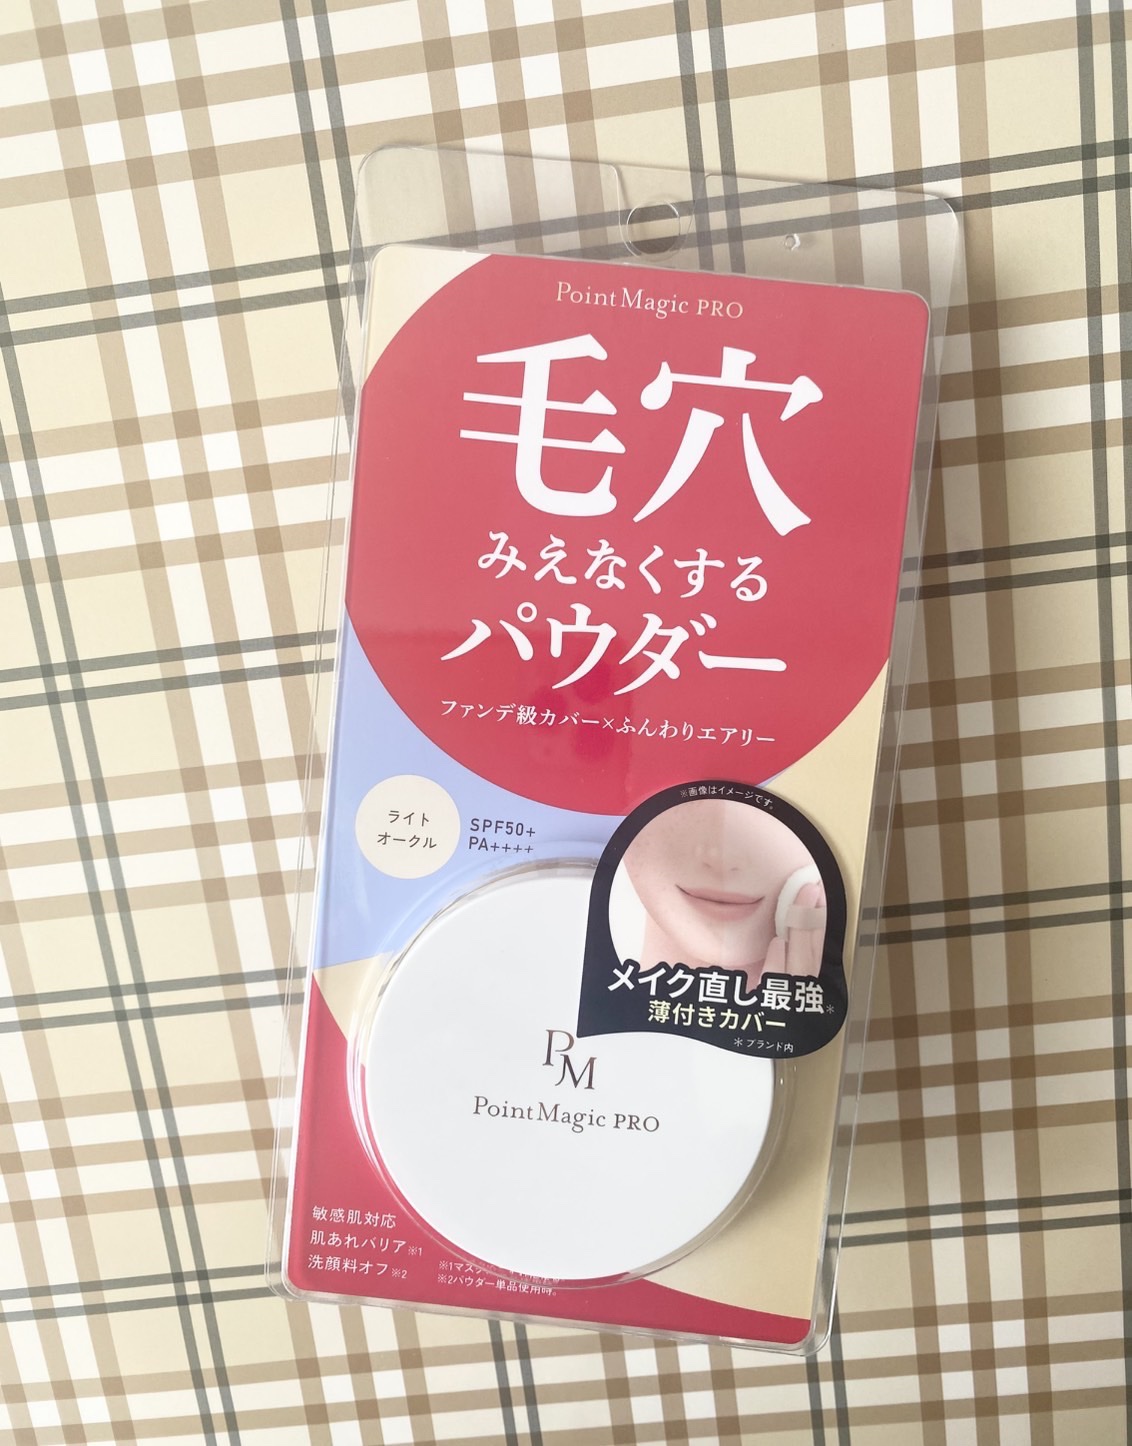 PointMagic PRO
毛穴
みえなくする
パウダー
ファンデ級カバー×ふんわりエアリー
ライト
オークル
SPF50+
PA++++
※画像はイメージです。
メイク直し最強*
薄付きカバー
*ブランド内
PM
PointMagic PRO
敏感肌対応
肌あれバリア※1
洗顔料オフ※2
※2パウダー単品使用時。